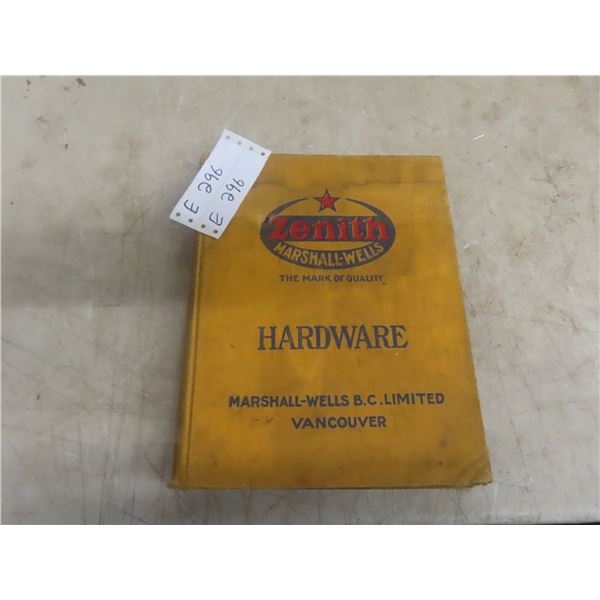 E 296
E 296
Zenith
MARSHALL-WELLS
THE MARK OF QUALITY
HARDWARE
MARSHALL-WELLS B.C. LIMITED
VANCOUVER